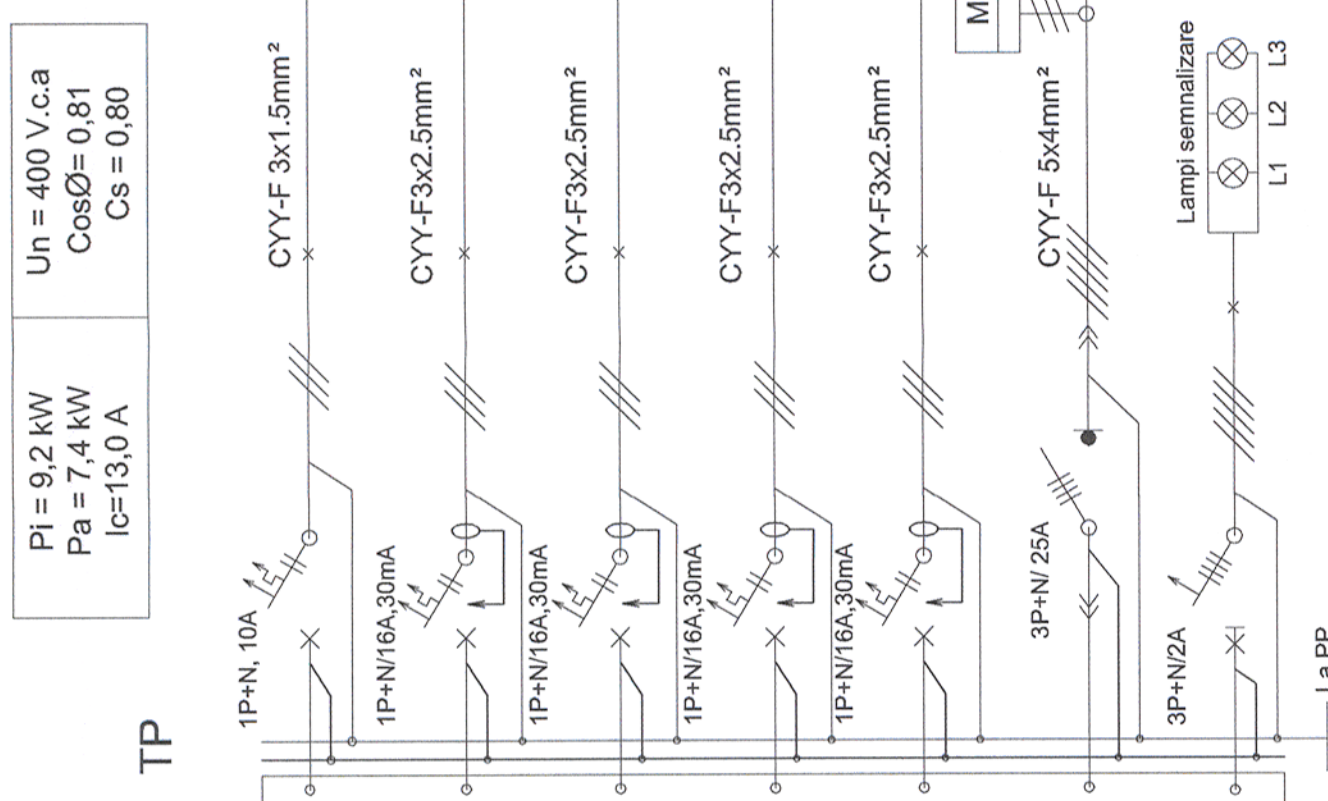 Pi = 9,2 kW
Pa = 7,4 kW
Ic=13,0 A
Un = 400 V.c.a
CosØ= 0,81
Cs = 0,80
TP
1P+N, 10A
CYY-F 3x1.5mm²
1P+N/16A,30mA
CYY-F3x2.5mm²
1P+N/16A,30mA
CYY-F3x2.5mm²
1P+N/16A,30mA
CYY-F3x2.5mm²
1P+N/16A,30mA
CYY-F3x2.5mm²
3P+N/ 25A
CYY-F 5x4mm²
M
3P+N/2A
Lampi semnalizare
L1 L2 L3
La PP